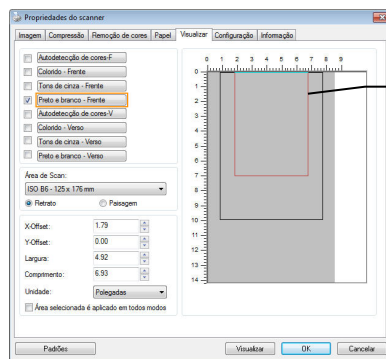 Propriedades do scanner
Imagem Compressão Remoção de cores Papel Visualizar Configuração Informação
Autodetecção de cores-F
Colorido - Frente
Tons de cinza - Frente
Preto e branco - Frente
Autodetecção de cores-V
Colorido - Verso
Tons de cinza - Verso
Preto e branco - Verso
Área de Scan:
ISO B6 - 125 x 176 mm
Retrato Paisagem
X-Offset: 1.79
Y-Offset: 0.00
Largura: 4.92
Comprimento: 6.93
Unidade: Polegadas
Área selecionada é aplicado em todos modos
0 1 2 3 4 5 6 7 8 9
0
1
2
3
4
5
6
7
8
9
10
11
12
13
14
Padrões Visualizar OK Cancelar